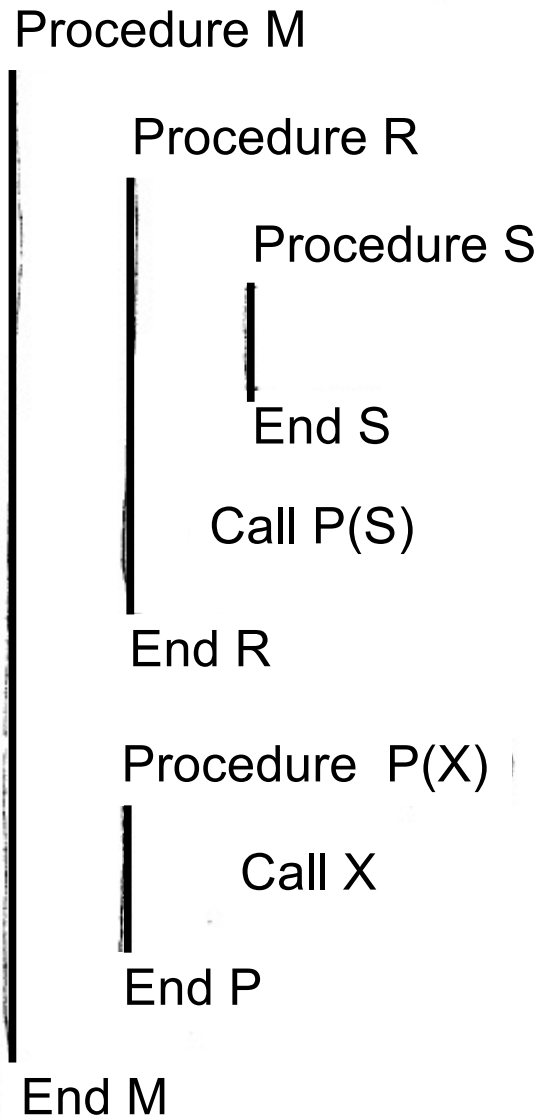 Procedure M
Procedure R
Procedure S
End S
Call P(S)
End R
Procedure P(X)
Call X
End P
End M